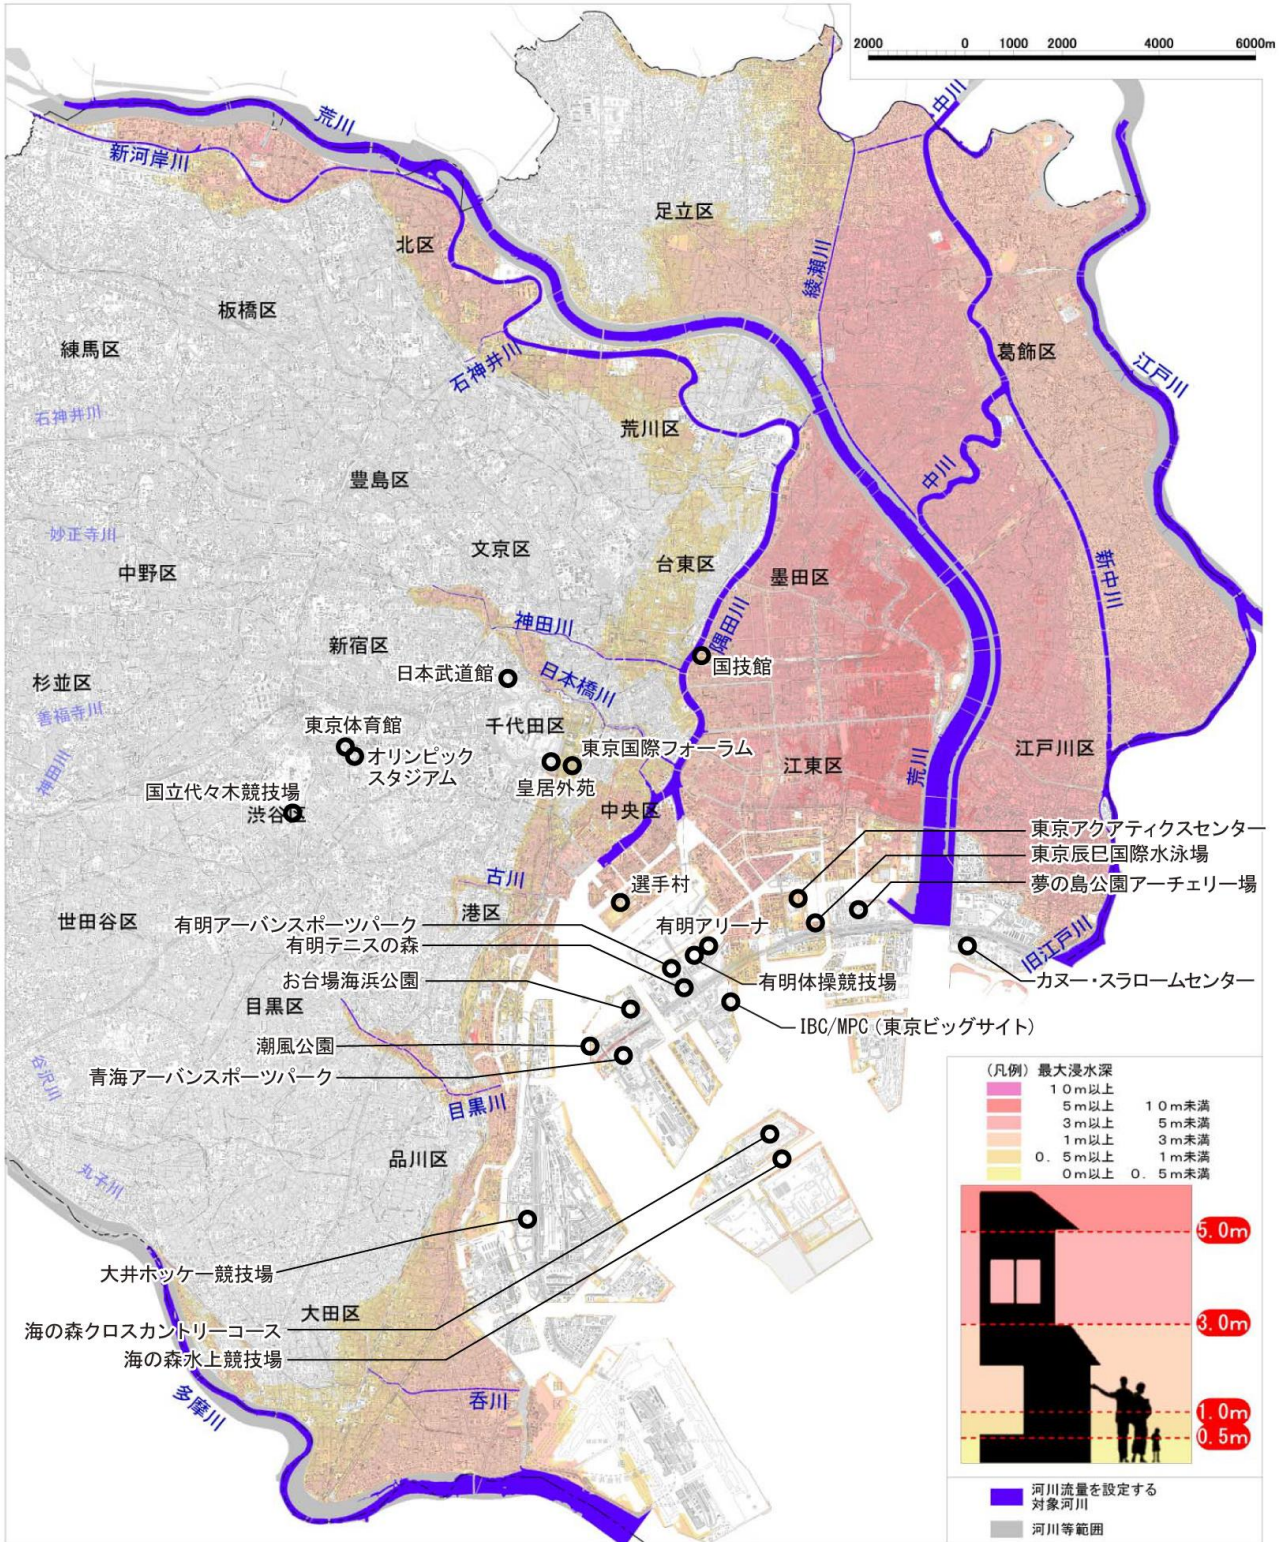 2000 0 1000 2000 4000 6000m
荒川
中川
新河岸川
足立区
北区
綾瀬川
板橋区
練馬区
石神井川
葛飾区
江戸川
石神井川
荒川区
豊島区
中川
妙正寺川
文京区
台東区
中野区
墨田区
新中川
神田川
隅田川
新宿区
国技館
日本武道館
日本橋川
杉並区
善福寺川
東京体育館
千代田区
東京国際フォーラム
オリンピック
スタジアム
江戸川区
神田川
皇居外苑
江東区
荒川
国立代々木競技場
渋谷区
中央区
東京アクアティクスセンター
東京辰巳国際水泳場
古川
選手村
夢の島公園アーチェリー場
世田谷区
港区
有明アーバンスポーツパーク
有明アリーナ
有明テニスの森
旧江戸川
お台場海浜公園
有明体操競技場
カヌー・スラロームセンター
目黒区
IBC/MPC（東京ビッグサイト）
潮風公園
谷沢川
青海アーバンスポーツパーク
目黒川
品川区
丸子川
大井ホッケー競技場
大田区
海の森クロスカントリーコース
海の森水上競技場
多摩川
呑川
（凡例）最大浸水深
10m以上
5m以上 10m未満
3m以上 5m未満
1m以上 3m未満
0．5m以上 1m未満
0m以上 0．5m未満
5.0m
3.0m
1.0m
0.5m
河川流量を設定する
対象河川
河川等範囲